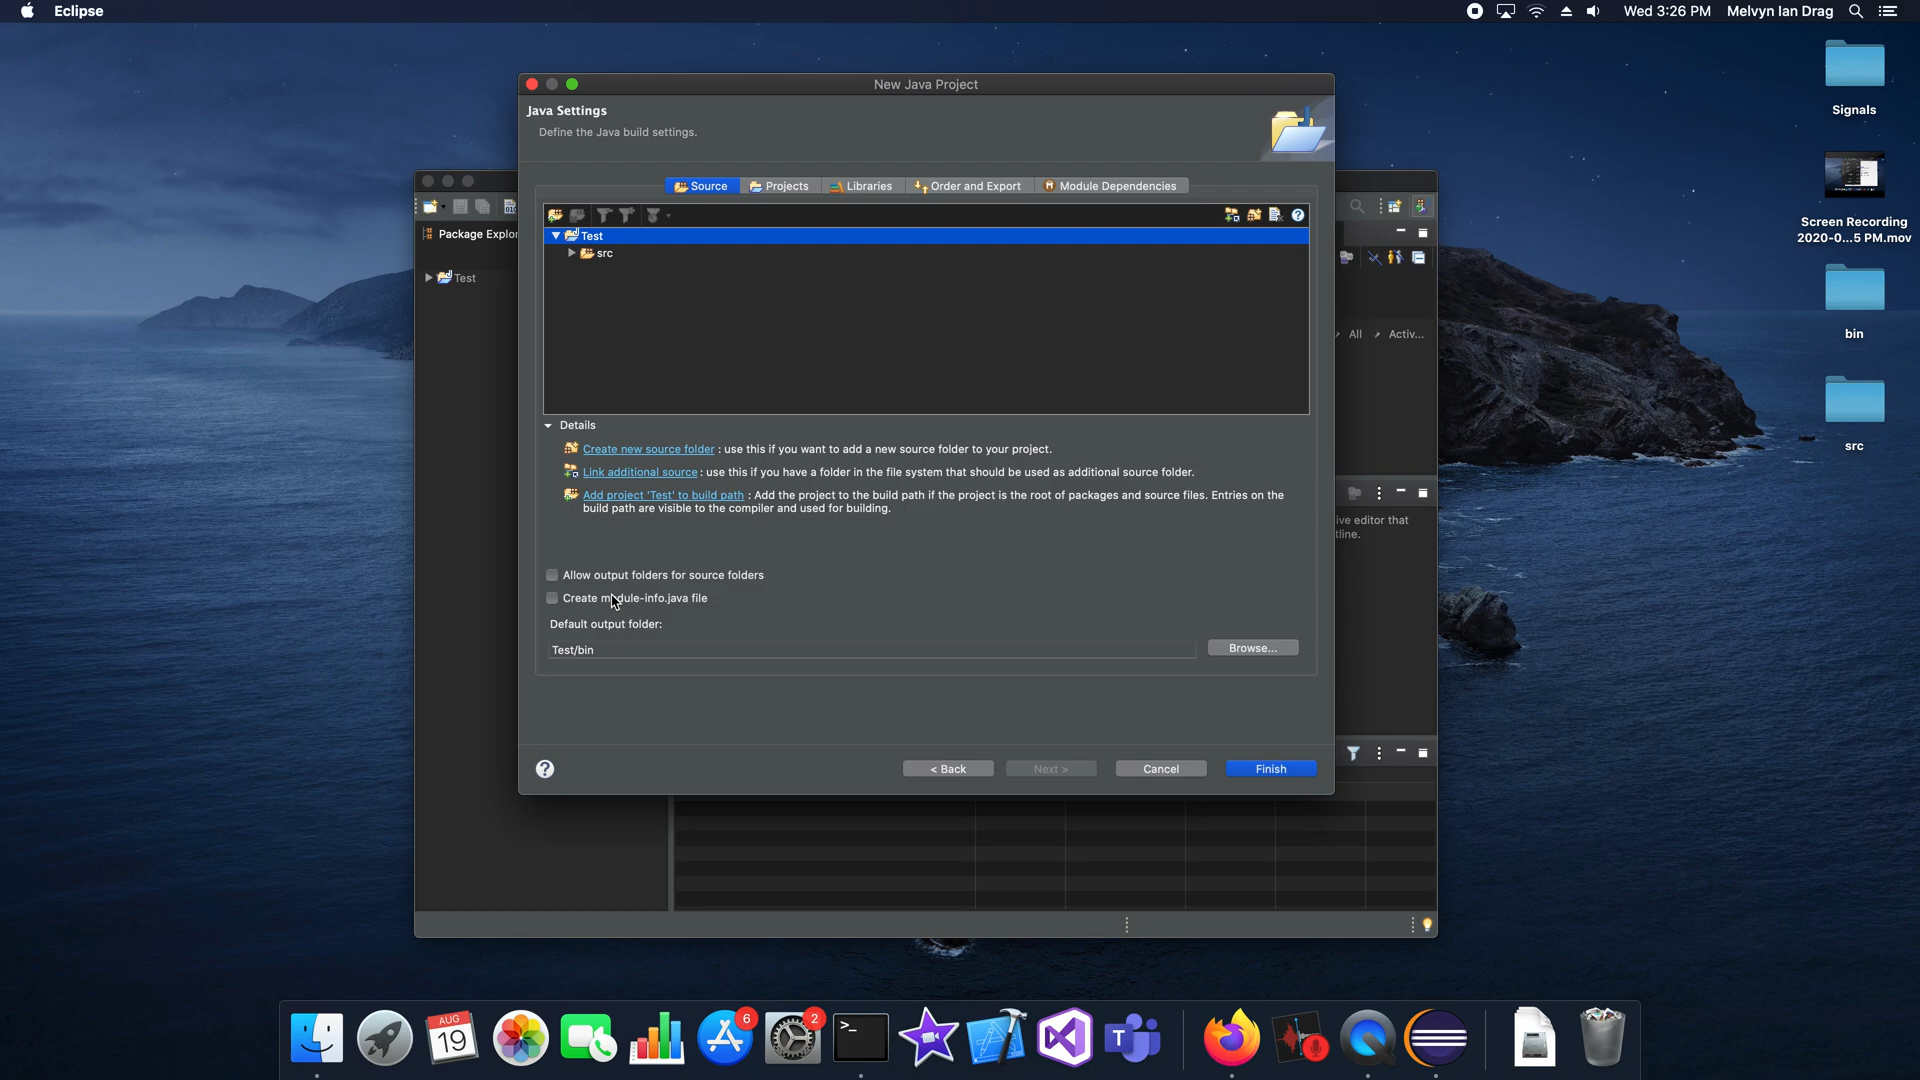 Eclipse
Wed 3:26 PM Melvyn Ian Drag
New Java Project
Java Settings
Define the Java build settings.
Source Projects Libraries Order and Export Module Dependencies
Test
src
Package Explor
Test
All Activ...
Details
Create new source folder : use this if you want to add a new source folder to your project.
Link additional source : use this if you have a folder in the file system that should be used as additional source folder.
Add project 'Test' to build path : Add the project to the build path if the project is the root of packages and source files. Entries on the
build path are visible to the compiler and used for building.
ive editor that
tline.
Allow output folders for source folders
Create module-info.java file
Default output folder:
Test/bin
Browse...
?
< Back Next > Cancel Finish
Signals
Screen Recording
2020-0...5 PM.mov
bin
src
AUG
19
6
2
>_
T